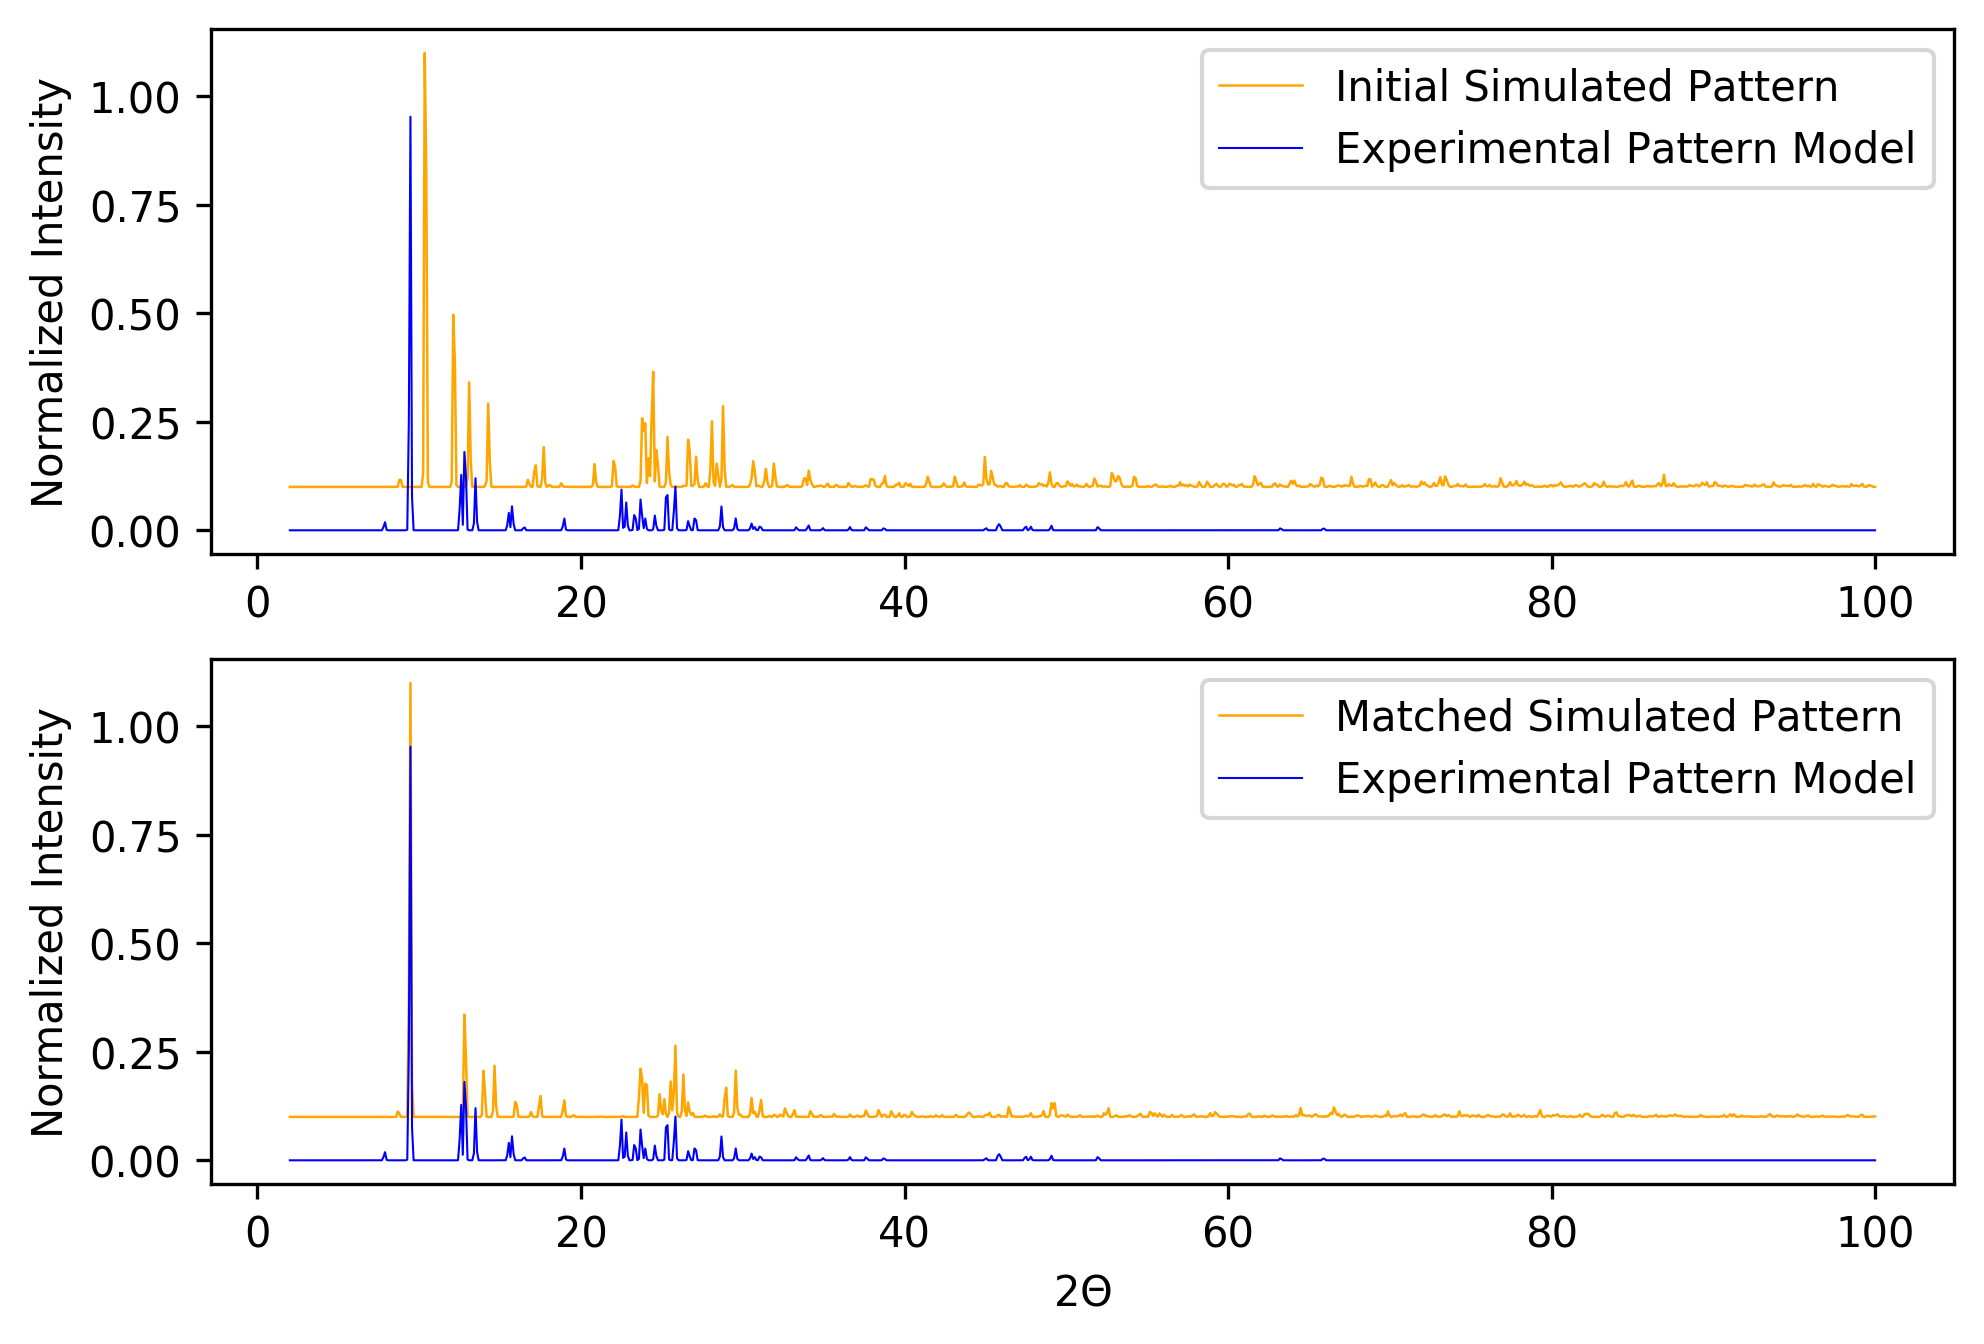 Normalized Intensity
1.00
0.75
0.50
0.25
0.00
Initial Simulated Pattern
Experimental Pattern Model
0 20 40 60 80 100
Normalized Intensity
1.00
0.75
0.50
0.25
0.00
Matched Simulated Pattern
Experimental Pattern Model
0 20 40 60 80 100
2Θ